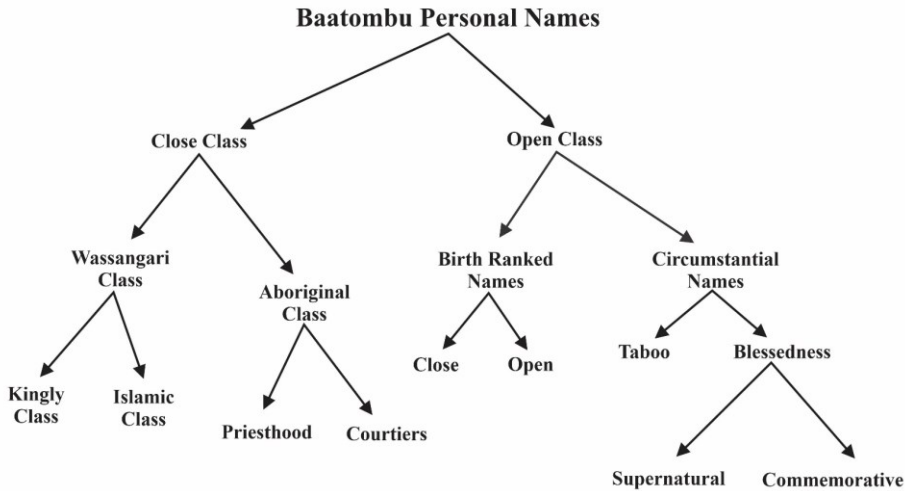 Baatombu Personal Names
Close Class
Open Class
Wassangari
Class
Aboriginal
Class
Birth Ranked
Names
Circumstantial
Names
Kingly
Class
Islamic
Class
Priesthood
Courtiers
Close
Open
Taboo
Blessedness
Supernatural
Commemorative